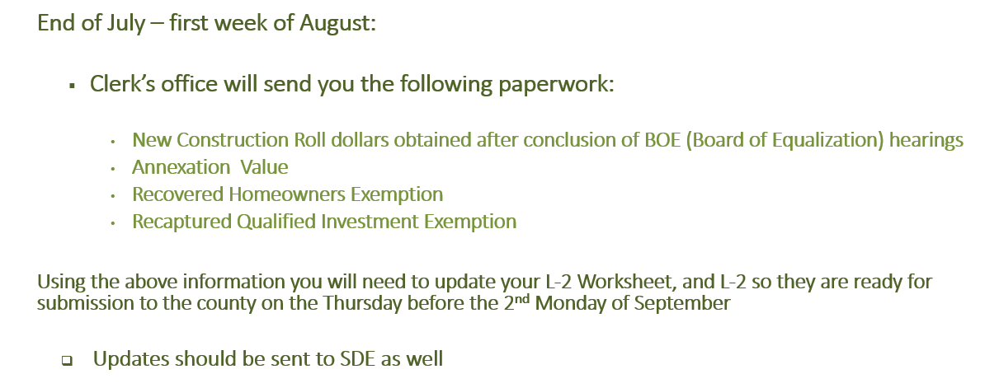 End of July – first week of August:
▪ Clerk's office will send you the following paperwork:
• New Construction Roll dollars obtained after conclusion of BOE (Board of Equalization) hearings
• Annexation  Value
• Recovered Homeowners Exemption
• Recaptured Qualified Investment Exemption
Using the above information you will need to update your L-2 Worksheet, and L-2 so they are ready for
submission to the county on the Thursday before the 2nd Monday of September
❑ Updates should be sent to SDE as well